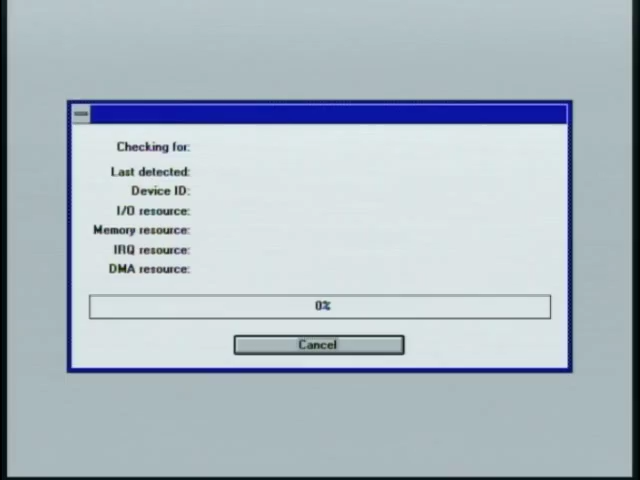 Checking for:
Last detected:
Device ID:
I/O resource:
Memory resource:
IRQ resource:
DMA resource:
0%
Cancel